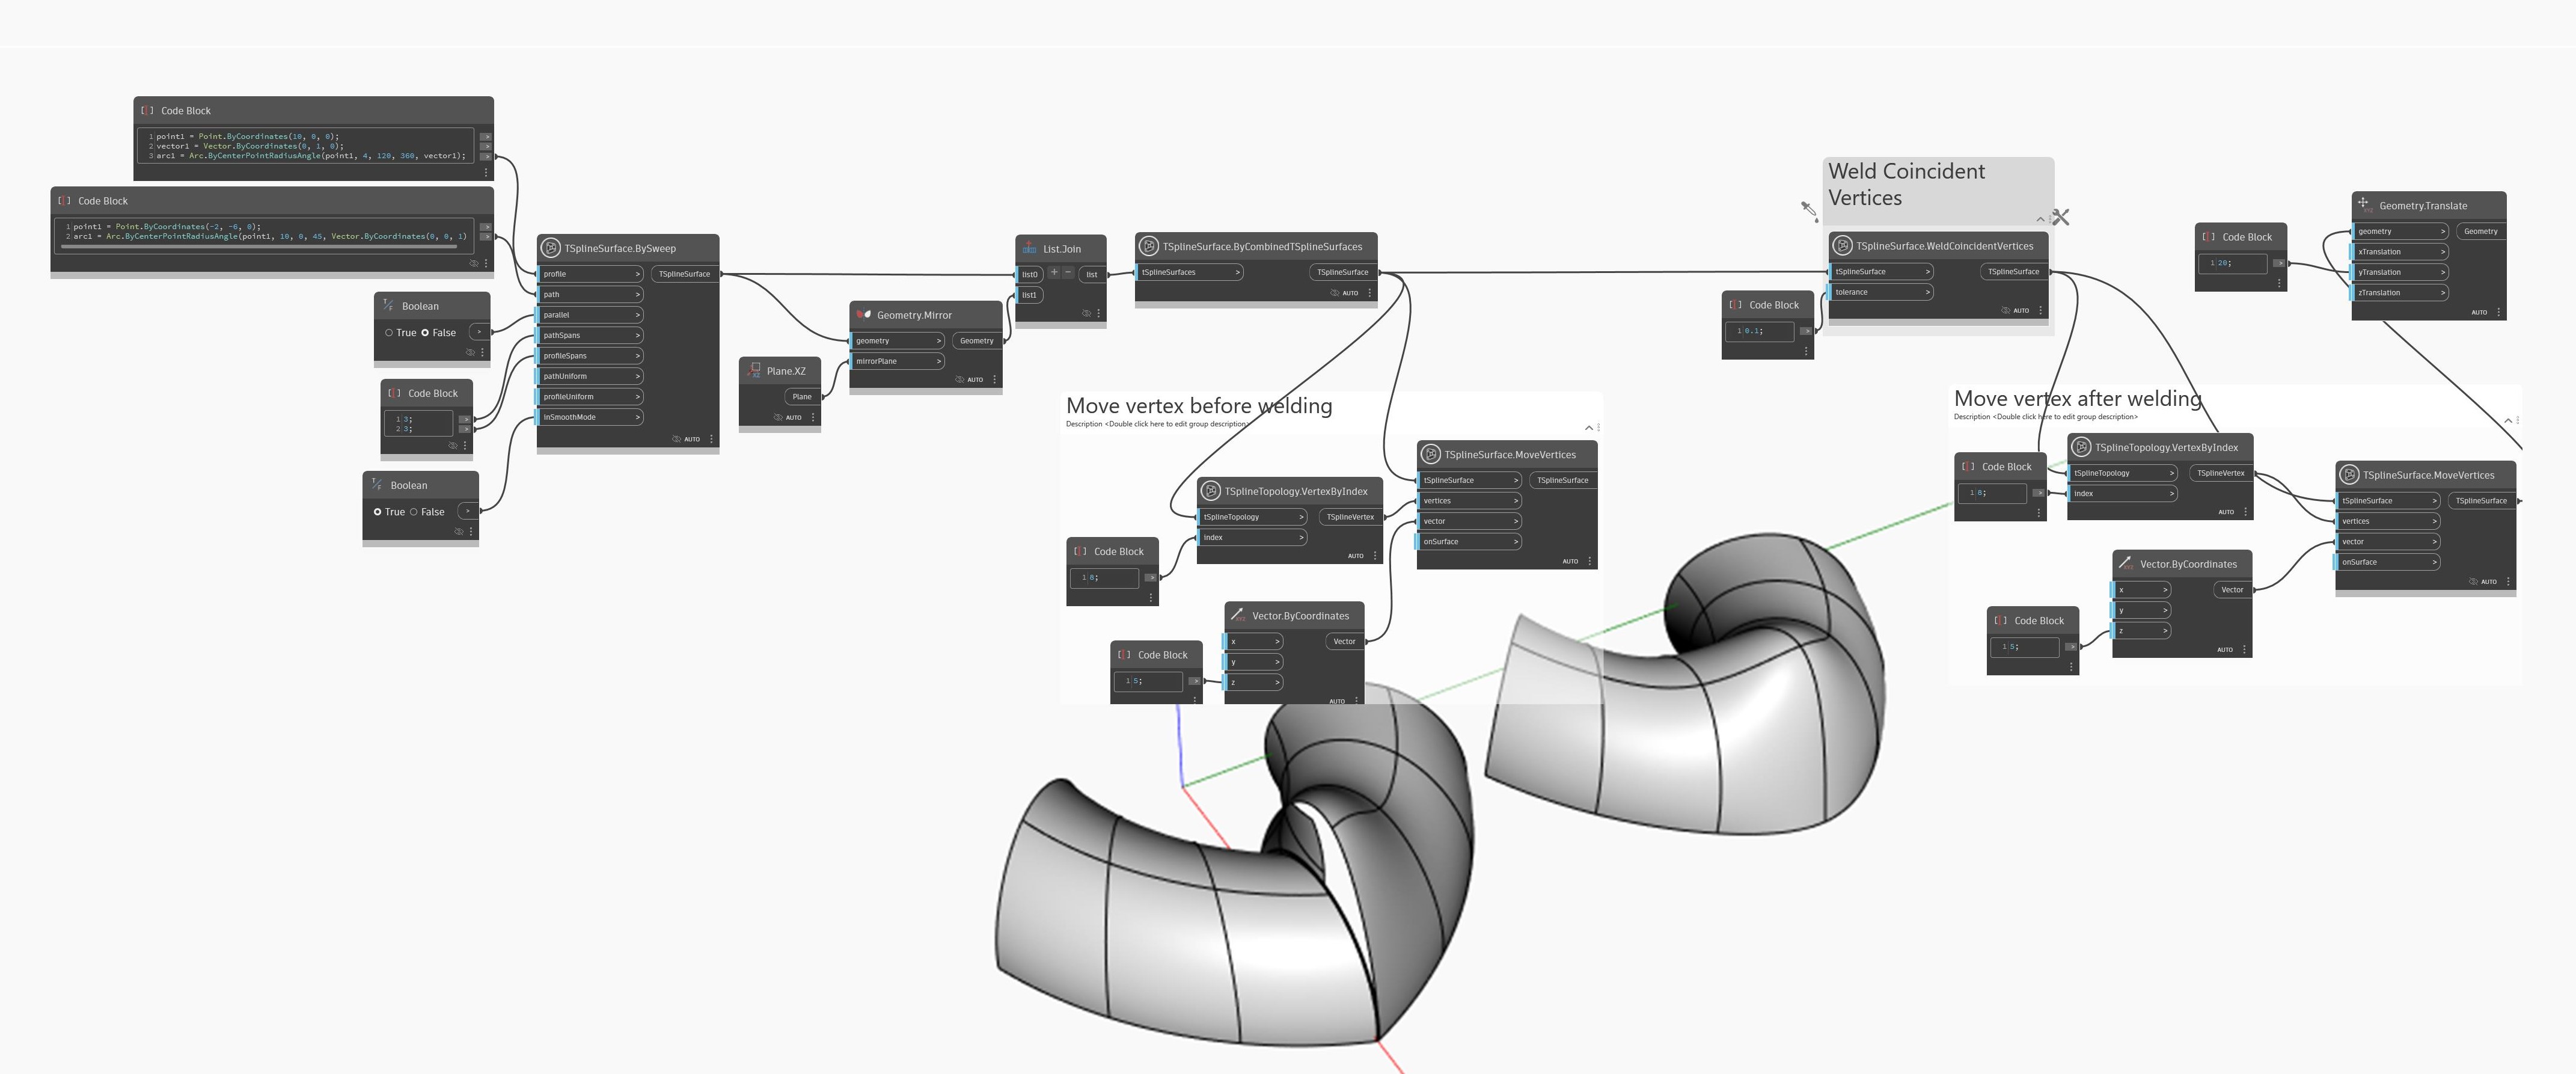 Code Block
1 point1 = Point.ByCoordinates(10, 0, 0);
2 vector1 = Vector.ByCoordinates(0, 1, 0);
3 arc1 = Arc.ByCenterPointRadiusAngle(point1, 4, 120, 360, vector1);
Code Block
1 point1 = Point.ByCoordinates(-2, -6, 0);
2 arc1 = Arc.ByCenterPointRadiusAngle(point1, 10, 0, 45, Vector.ByCoordinates(0, 0, 1)
Boolean
True False >
Code Block
1 3;
2 3;
Boolean
True False >
TSplineSurface.BySweep
profile > TSplineSurface
path >
parallel >
pathSpans >
profileSpans >
pathUniform >
profileUniform >
inSmoothMode >
AUTO
Plane.XZ
Plane
AUTO
Geometry.Mirror
geometry > Geometry
mirrorPlane >
AUTO
List.Join
list0 + - list
list1
TSplineSurface.ByCombinedTSplineSurfaces
tSplineSurfaces > TSplineSurface
AUTO
Move vertex before welding
Description <Double click here to edit group description>
Code Block
1 8;
TSplineTopology.VertexByIndex
tSplineTopology > TSplineVertex
index >
AUTO
Code Block
1 5;
Vector.ByCoordinates
x > Vector
y >
z >
AUTO
TSplineSurface.MoveVertices
tSplineSurface > TSplineSurface
vertices >
vector >
onSurface >
AUTO
Weld Coincident
Vertices
Code Block
1 0.1;
TSplineSurface.WeldCoincidentVertices
tSplineSurface > TSplineSurface
tolerance >
AUTO
Move vertex after welding
Description <Double click here to edit group description>
Code Block
1 8;
TSplineTopology.VertexByIndex
tSplineTopology > TSplineVertex
index >
AUTO
Code Block
1 5;
Vector.ByCoordinates
x > Vector
y >
z >
AUTO
TSplineSurface.MoveVertices
tSplineSurface > TSplineSurface
vertices >
vector >
onSurface >
AUTO
Code Block
1 20;
Geometry.Translate
geometry > Geometry
xTranslation >
yTranslation >
zTranslation >
AUTO